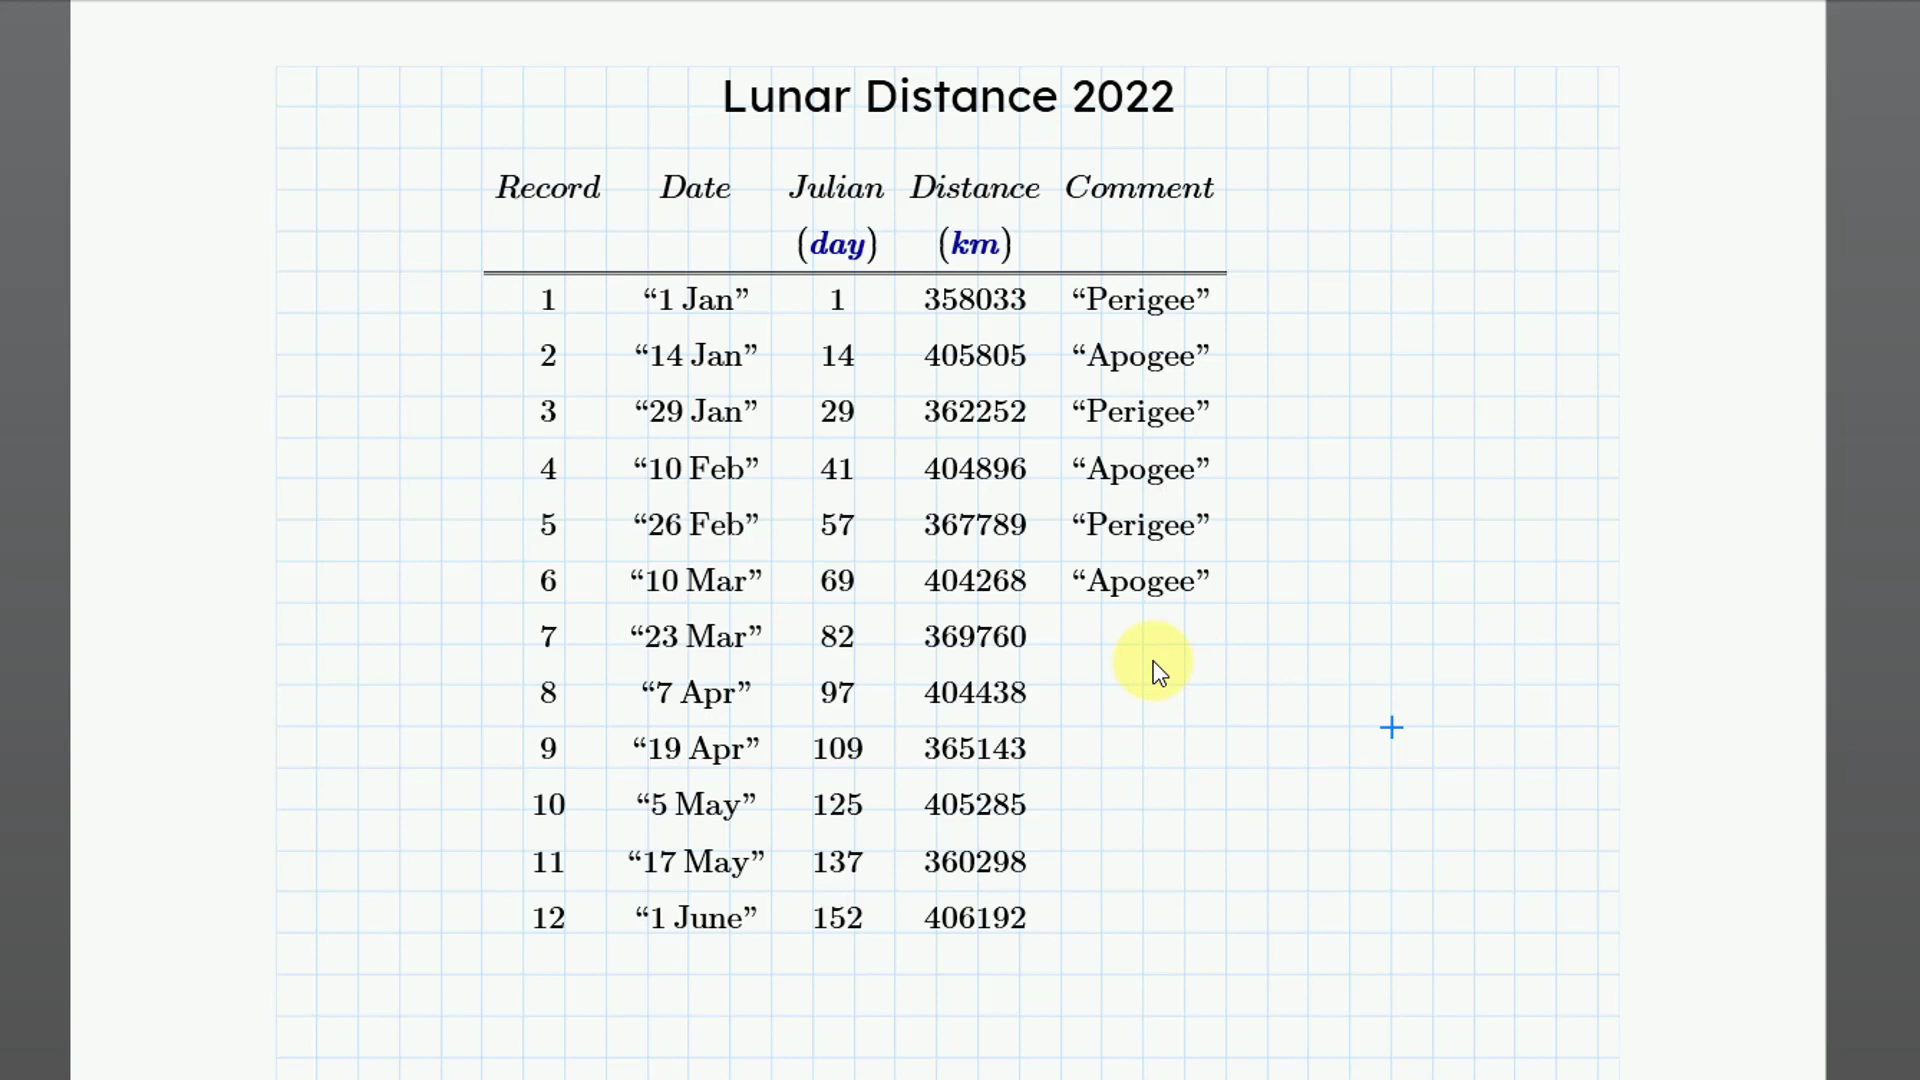 Lunar Distance 2022
Record Date Julian Distance Comment
(day) (km)
1 “1 Jan” 1 358033 “Perigee”
2 “14 Jan” 14 405805 “Apogee”
3 “29 Jan” 29 362252 “Perigee”
4 “10 Feb” 41 404896 “Apogee”
5 “26 Feb” 57 367789 “Perigee”
6 “10 Mar” 69 404268 “Apogee”
7 “23 Mar” 82 369760
8 “7 Apr” 97 404438
9 “19 Apr” 109 365143
10 “5 May” 125 405285
11 “17 May” 137 360298
12 “1 June” 152 406192